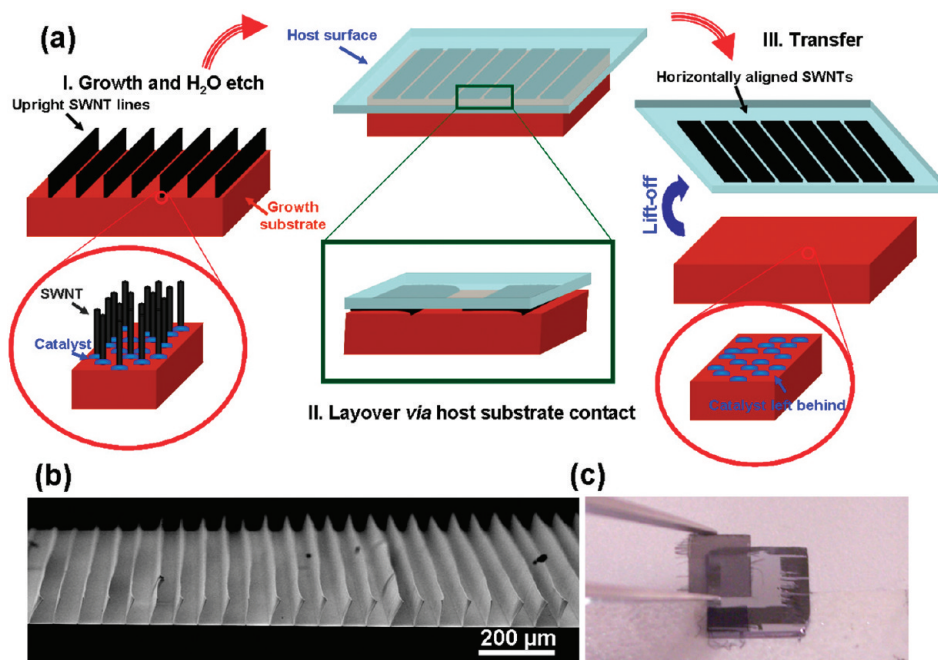 (a)
I. Growth and H₂O etch
Upright SWNT lines
Growth
substrate
SWNT
Catalyst
Host surface
II. Layover via host substrate contact
III. Transfer
Horizontally aligned SWNTs
Lift-off
Catalyst left behind
(b)
200 µm
(c)